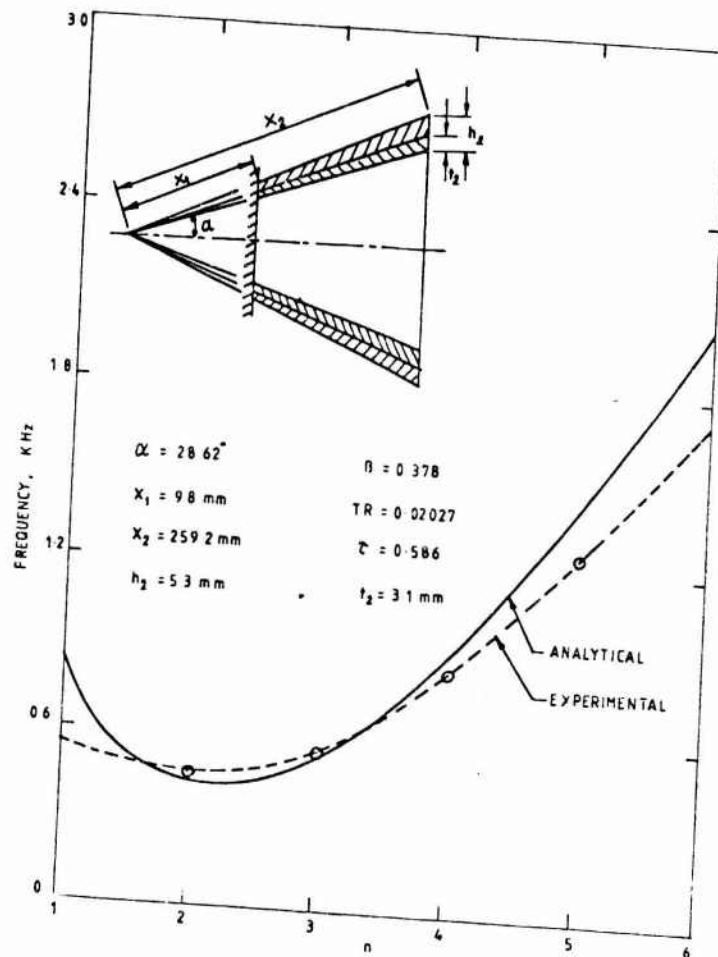 3 0
2·4
1 8
1·2
0 6
0
FREQUENCY, KHz
x₂
x₁
α
h₂
t₂
α = 28 62°
x₁ = 98 mm
x₂ = 259 2 mm
h₂ = 5 3 mm
β = 0 378
TR = 0·02027
τ = 0·586
t₂ = 3 1 mm
ANALYTICAL
EXPERIMENTAL
1 2 3 4 5 6
n